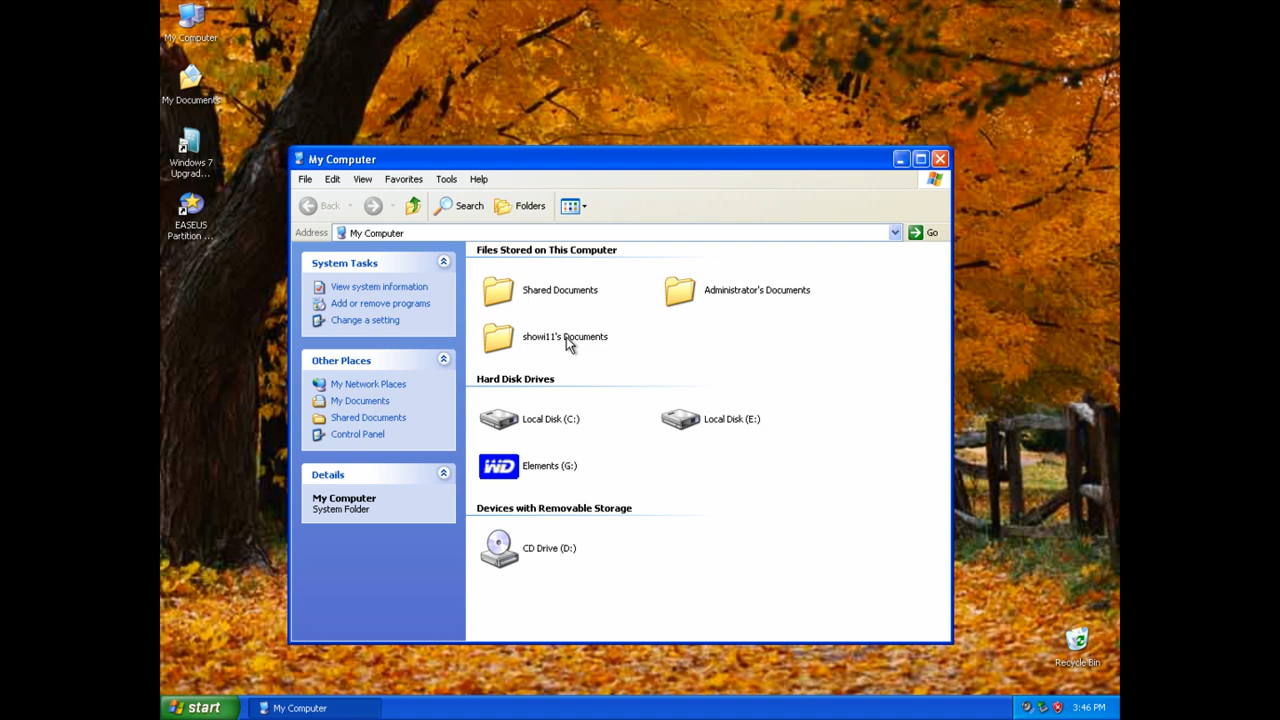 My Computer
My Documents
Windows 7
Upgrad...
EASEUS
Partition ...
My Computer
File Edit View Favorites Tools Help
Back Search Folders
Address My Computer Go
System Tasks
View system information
Add or remove programs
Change a setting
Other Places
My Network Places
My Documents
Shared Documents
Control Panel
Details
My Computer
System Folder
Files Stored on This Computer
Shared Documents Administrator's Documents
showi11's Documents
Hard Disk Drives
Local Disk (C:) Local Disk (E:)
WD Elements (G:)
Devices with Removable Storage
CD Drive (D:)
Recycle Bin
start My Computer 3:46 PM